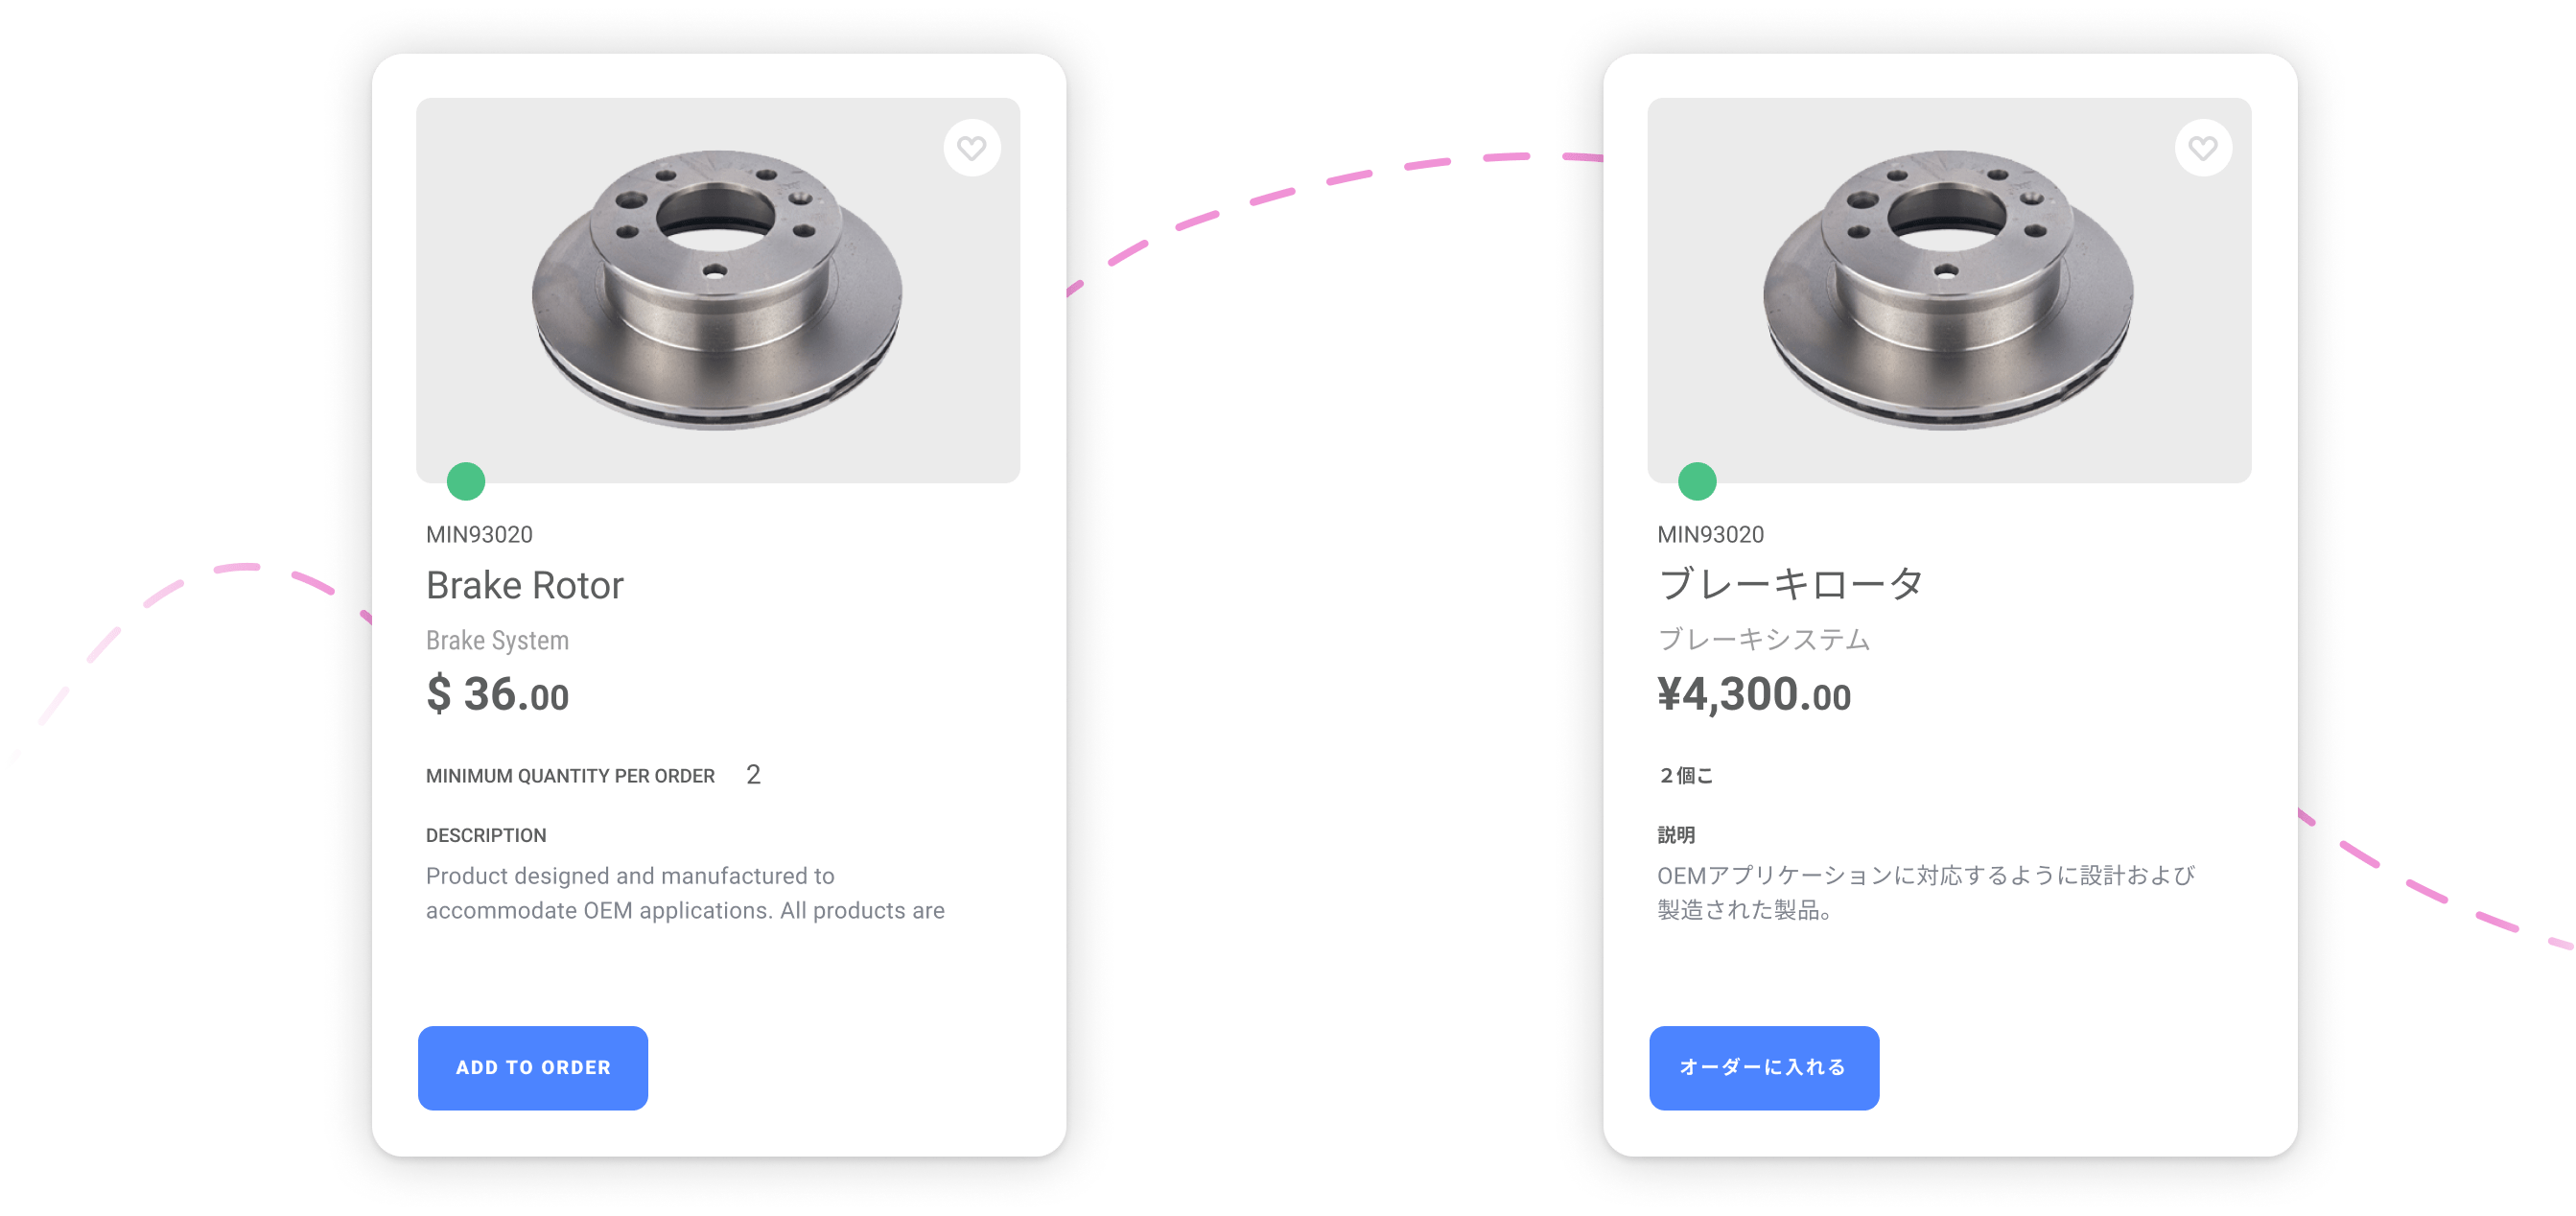 MIN93020
Brake Rotor
Brake System
$ 36.00
MINIMUM QUANTITY PER ORDER 2
DESCRIPTION
Product designed and manufactured to
accommodate OEM applications. All products are
ADD TO ORDER
MIN93020
ブレーキロータ
ブレーキシステム
¥4,300.00
２個こ
説明
OEMアプリケーションに対応するように設計および
製造された製品。
オーダーに入れる